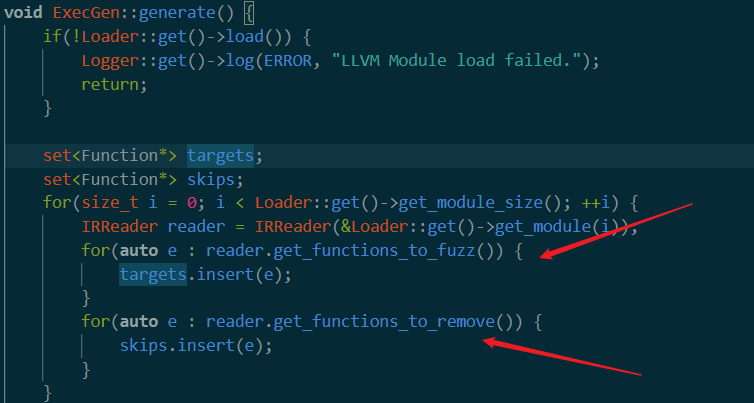 void ExecGen::generate() {
if(!Loader::get()->load()) {
Logger::get()->log(ERROR, "LLVM Module load failed.");
return;
}
set<Function*> targets;
set<Function*> skips;
for(size_t i = 0; i < Loader::get()->get_module_size(); ++i) {
IRReader reader = IRReader(&Loader::get()->get_module(i));
for(auto e : reader.get_functions_to_fuzz()) {
targets.insert(e);
}
for(auto e : reader.get_functions_to_remove()) {
skips.insert(e);
}
}